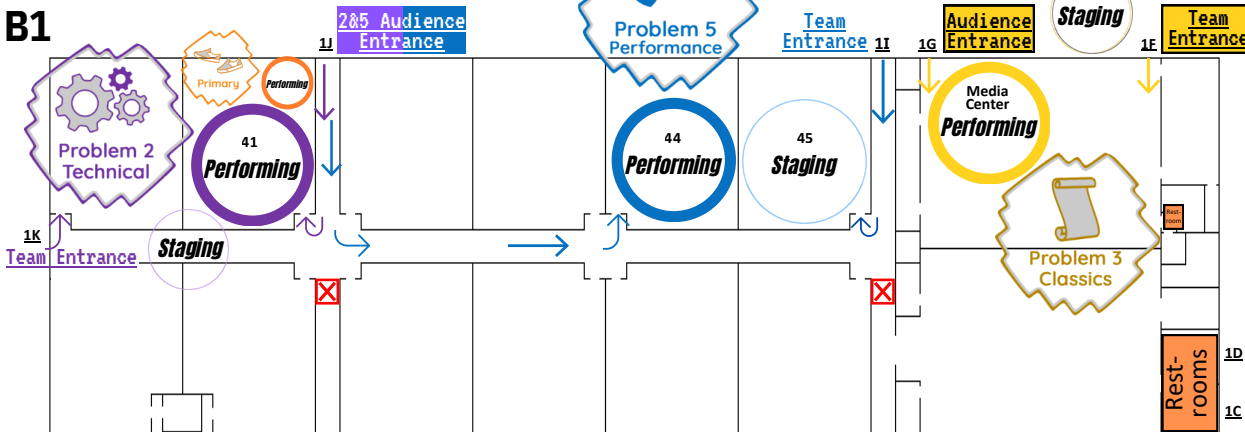 B1
2&5 Audience
Entrance
1J
Problem 5
Performance
Team
Entrance
1I
1G
Audience
Entrance
Staging
1F
Team
Entrance
Primary
Performing
Problem 2
Technical
41
Performing
44
Performing
45
Staging
Media
Center
Performing
1K
Team Entrance
Staging
Rest-
room
Problem 3
Classics
Rest-
rooms
1D
1C